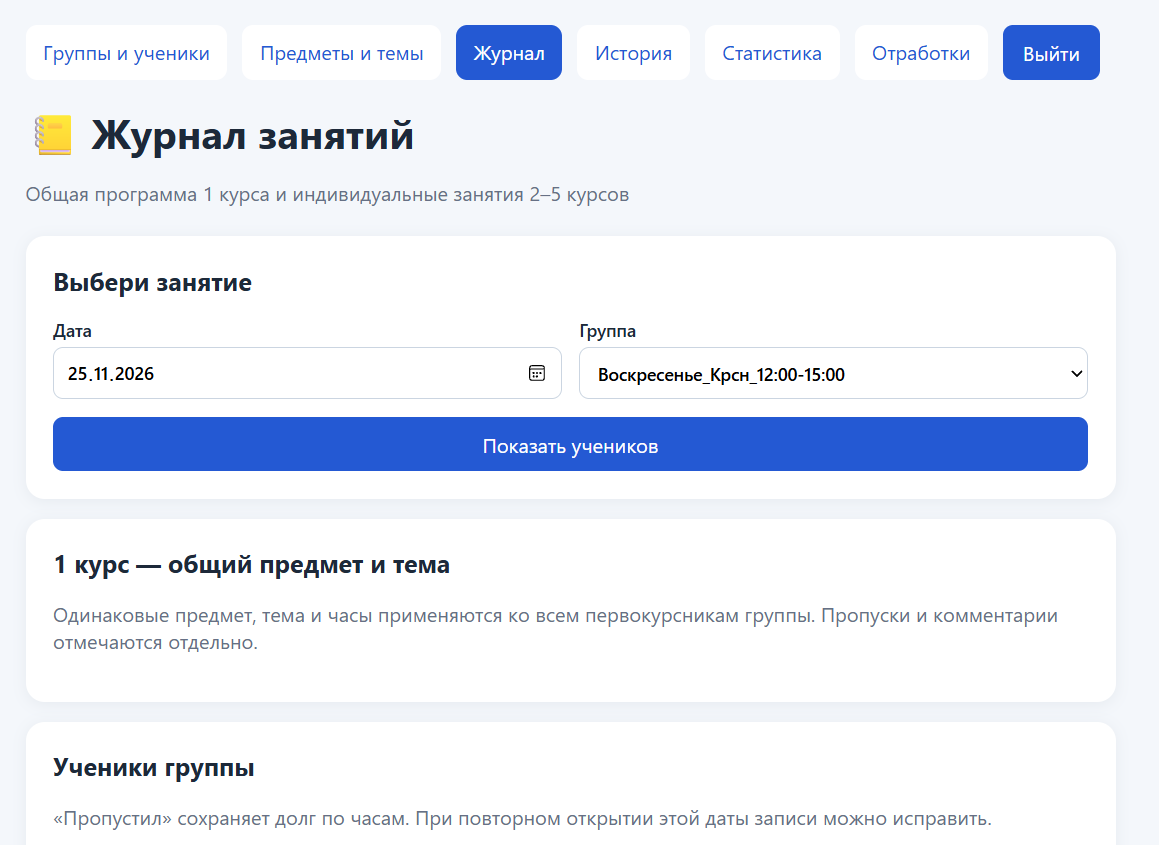 Группы и ученики
Предметы и темы
Журнал
История
Статистика
Отработки
Выйти
Журнал занятий
Общая программа 1 курса и индивидуальные занятия 2–5 курсов
Выбери занятие
Дата
Группа
25.11.2026
Воскресенье_Крсн_12:00-15:00
Показать учеников
1 курс — общий предмет и тема
Одинаковые предмет, тема и часы применяются ко всем первокурсникам группы. Пропуски и комментарии
отмечаются отдельно.
Ученики группы
«Пропустил» сохраняет долг по часам. При повторном открытии этой даты записи можно исправить.